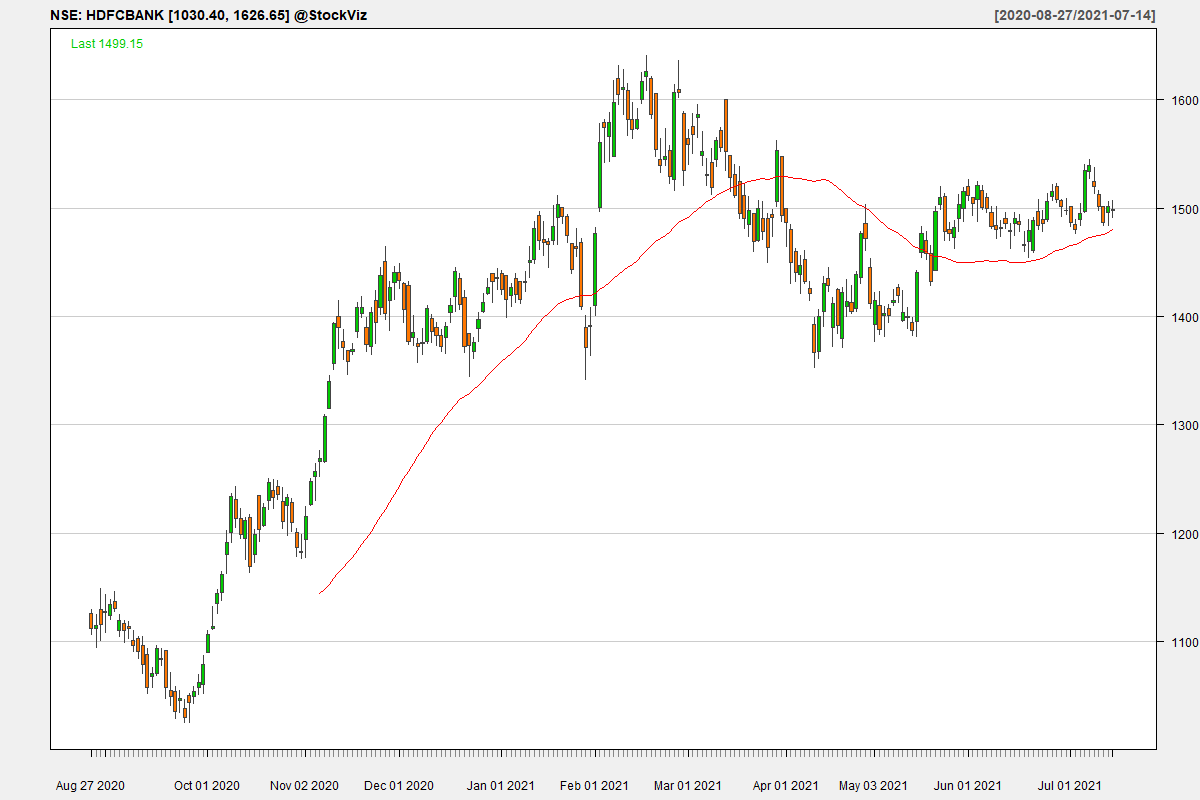 NSE: HDFCBANK [1030.40, 1626.65] @StockViz [2020-08-27/2021-07-14]
Last 1499.15
1600
1500
1400
1300
1200
1100
Aug 27 2020 Oct 01 2020 Nov 02 2020 Dec 01 2020 Jan 01 2021 Feb 01 2021 Mar 01 2021 Apr 01 2021 May 03 2021 Jun 01 2021 Jul 01 2021